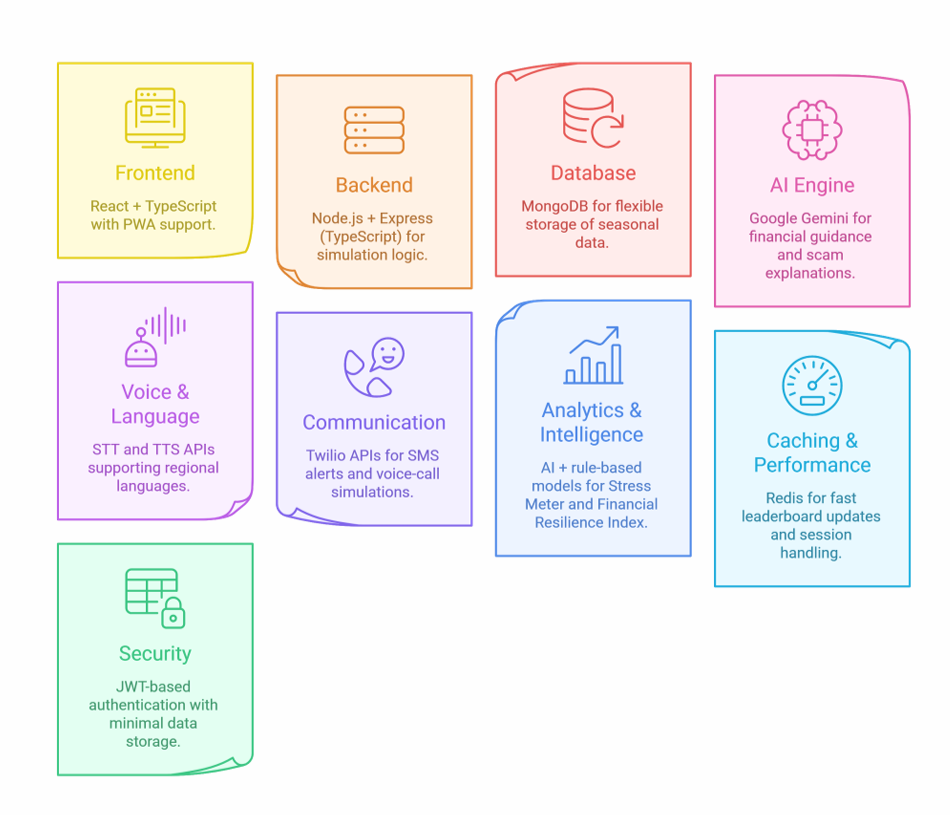 Frontend
React + TypeScript
with PWA support.
Backend
Node.js + Express
(TypeScript) for
simulation logic.
Database
MongoDB for flexible
storage of seasonal
data.
AI Engine
Google Gemini for
financial guidance
and scam
explanations.
Voice &
Language
STT and TTS APIs
supporting regional
languages.
Communication
Twilio APIs for SMS
alerts and voice-call
simulations.
Analytics &
Intelligence
AI + rule-based
models for Stress
Meter and Financial
Resilience Index.
Caching &
Performance
Redis for fast
leaderboard updates
and session
handling.
Security
JWT-based
authentication with
minimal data
storage.